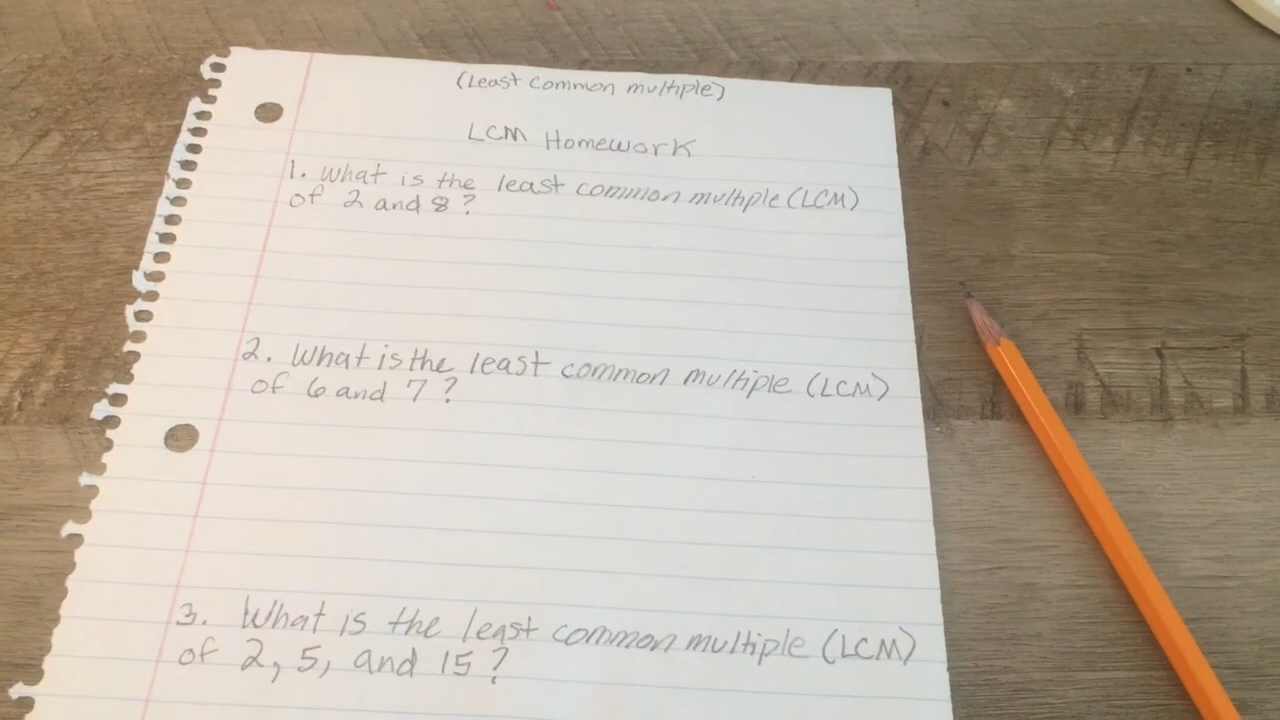 (Least common multiple)
LCM Homework
1. What is the least common multiple (LCM)
of 2 and 8?
2. What is the least common multiple (LCM)
of 6 and 7?
3. What is the least common multiple (LCM)
of 2, 5, and 15?